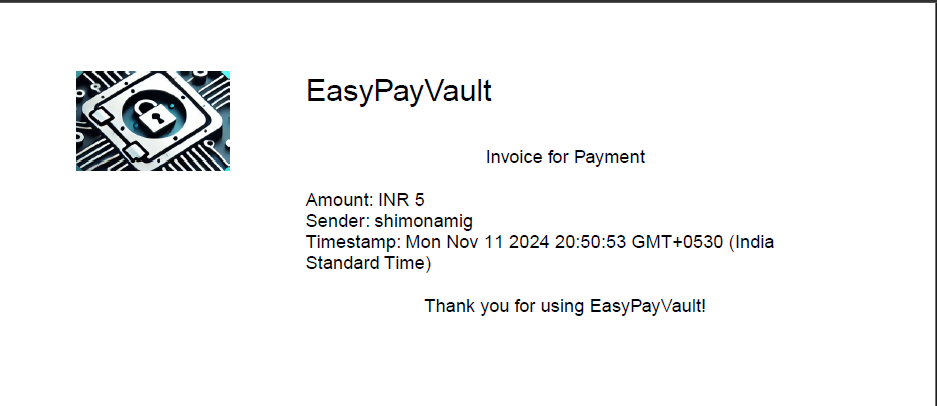 EasyPayVault
Invoice for Payment
Amount: INR 5
Sender: shimonamig
Timestamp: Mon Nov 11 2024 20:50:53 GMT+0530 (India
Standard Time)
Thank you for using EasyPayVault!